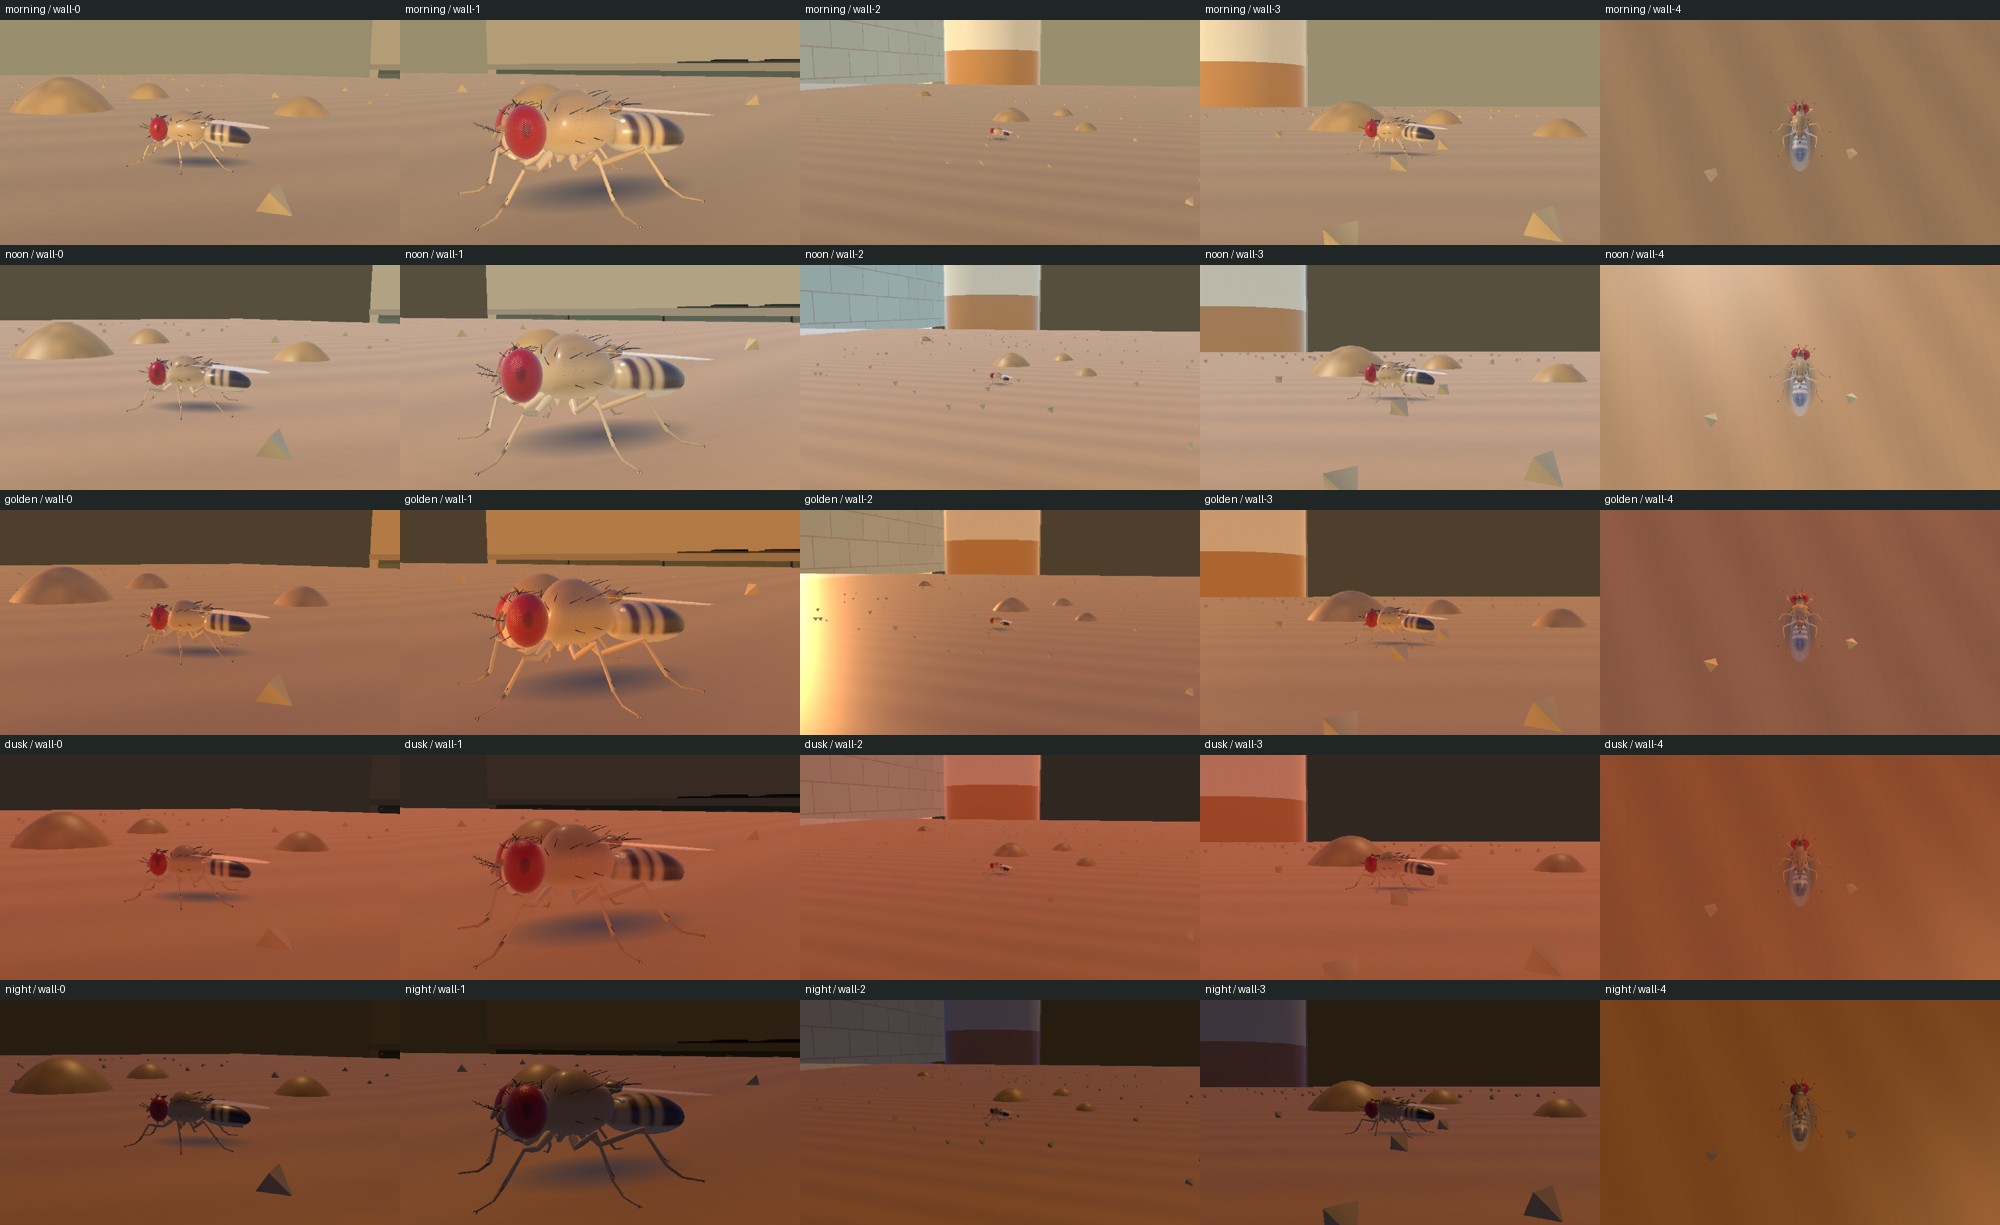 morning / wall-0
morning / wall-1
morning / wall-2
morning / wall-3
morning / wall-4
noon / wall-0
noon / wall-1
noon / wall-2
noon / wall-3
noon / wall-4
golden / wall-0
golden / wall-1
golden / wall-2
golden / wall-3
golden / wall-4
dusk / wall-0
dusk / wall-1
dusk / wall-2
dusk / wall-3
dusk / wall-4
night / wall-0
night / wall-1
night / wall-2
night / wall-3
night / wall-4